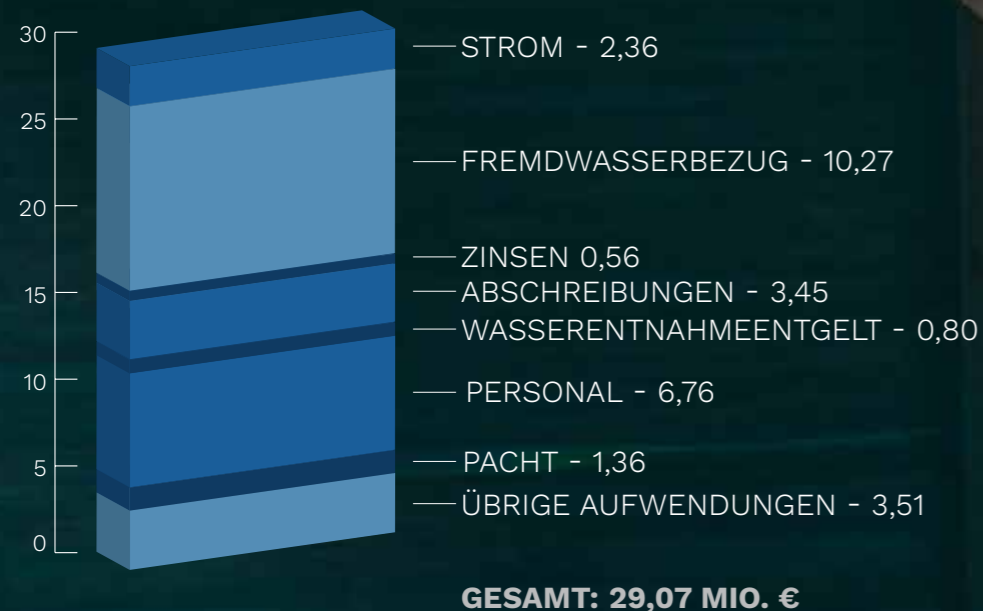 30
25
20
15
10
5
0
STROM - 2,36
FREMDWASSERBEZUG - 10,27
ZINSEN 0,56
ABSCHREIBUNGEN - 3,45
WASSERENTNAHMEENTGELT - 0,80
PERSONAL - 6,76
PACHT - 1,36
ÜBRIGE AUFWENDUNGEN - 3,51
GESAMT: 29,07 MIO. €